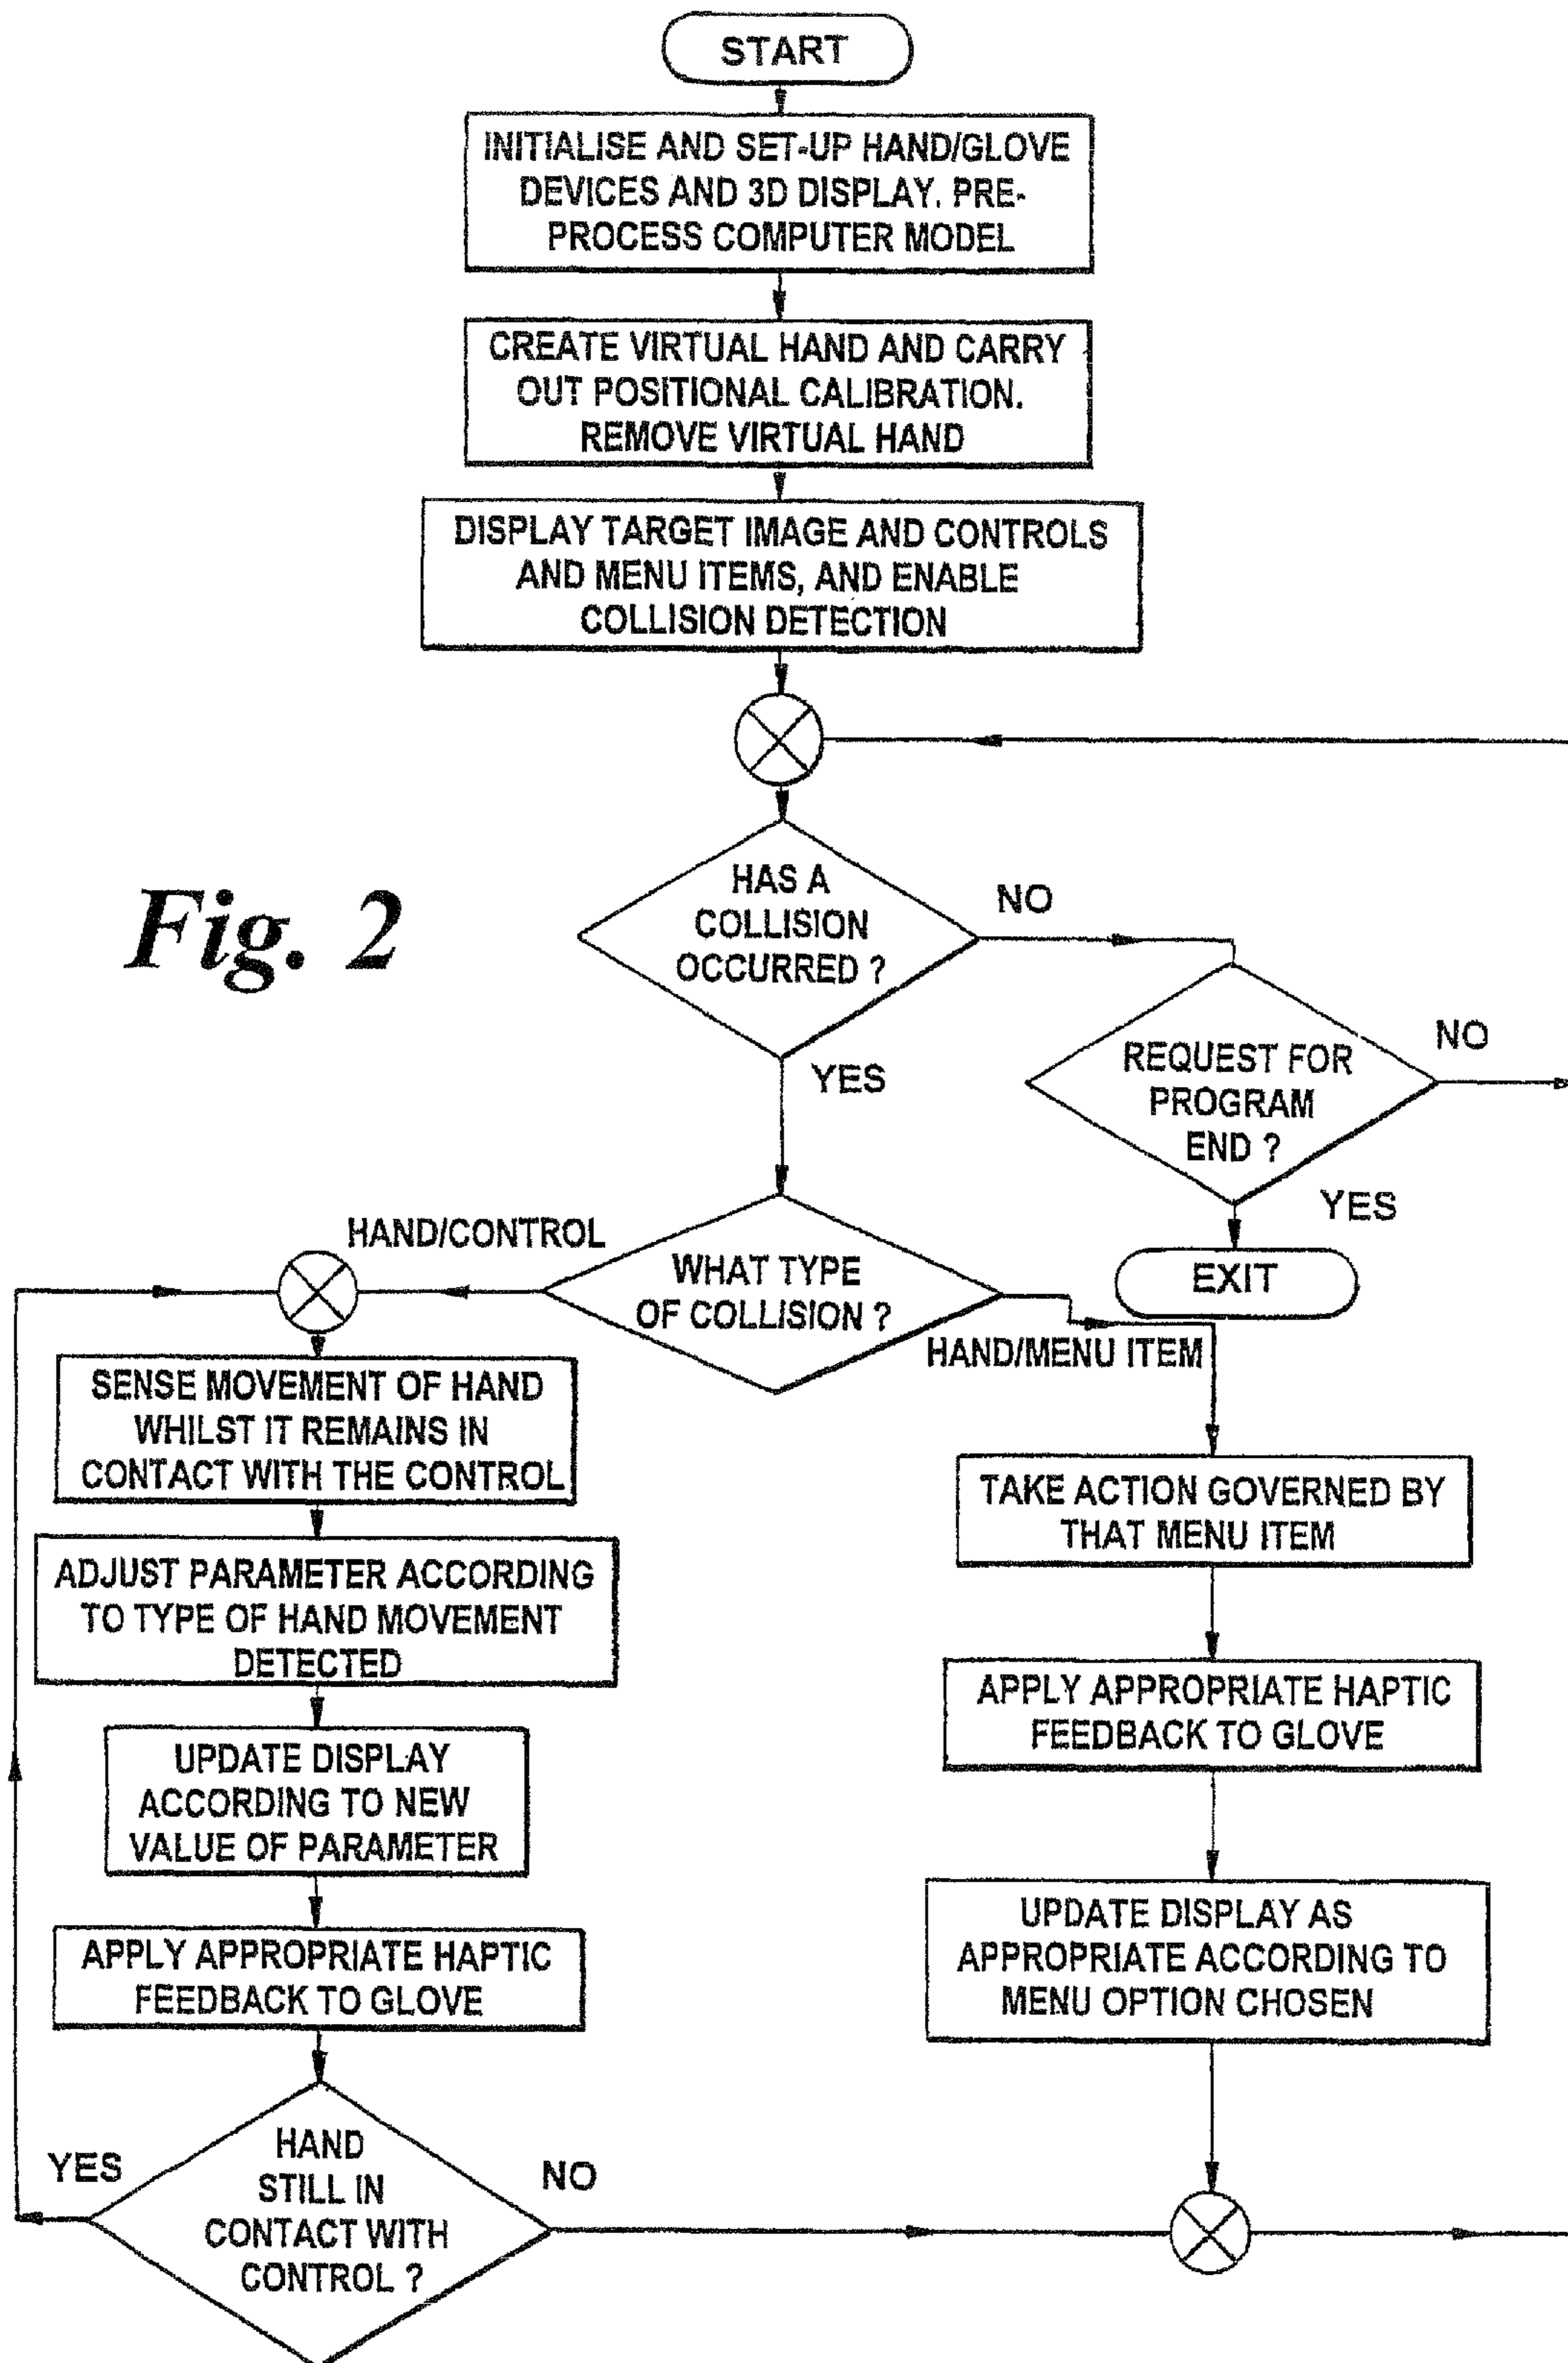 START
INITIALISE AND SET-UP HAND/GLOVE
DEVICES AND 3D DISPLAY. PRE-
PROCESS COMPUTER MODEL
CREATE VIRTUAL HAND AND CARRY
OUT POSITIONAL CALIBRATION.
REMOVE VIRTUAL HAND
DISPLAY TARGET IMAGE AND CONTROLS
AND MENU ITEMS, AND ENABLE
COLLISION DETECTION
Fig. 2
HAS A
COLLISION
OCCURRED ?
NO
YES
REQUEST FOR
PROGRAM
END ?
NO
YES
EXIT
WHAT TYPE
OF COLLISION ?
HAND/CONTROL
HAND/MENU ITEM
SENSE MOVEMENT OF HAND
WHILST IT REMAINS IN
CONTACT WITH THE CONTROL
ADJUST PARAMETER ACCORDING
TO TYPE OF HAND MOVEMENT
DETECTED
UPDATE DISPLAY
ACCORDING TO NEW
VALUE OF PARAMETER
APPLY APPROPRIATE HAPTIC
FEEDBACK TO GLOVE
HAND
STILL IN
CONTACT WITH
CONTROL ?
YES
NO
TAKE ACTION GOVERNED BY
THAT MENU ITEM
APPLY APPROPRIATE HAPTIC
FEEDBACK TO GLOVE
UPDATE DISPLAY AS
APPROPRIATE ACCORDING TO
MENU OPTION CHOSEN